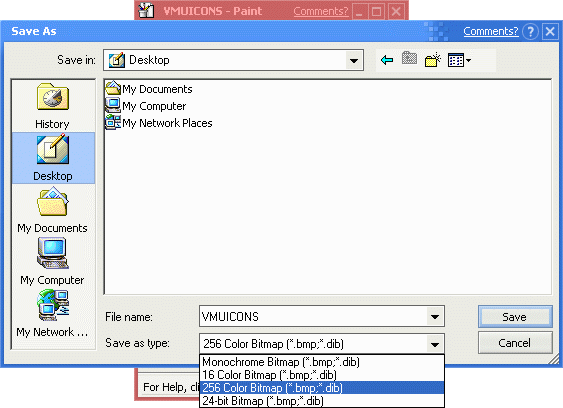 VMUICONS - Paint
Comments?
Save As
Comments?
Save in:
Desktop
History
Desktop
My Documents
My Computer
My Network ...
My Documents
My Computer
My Network Places
File name:
VMUICONS
Save
Save as type:
256 Color Bitmap (*.bmp;*.dib)
Cancel
Monochrome Bitmap (*.bmp;*.dib)
16 Color Bitmap (*.bmp;*.dib)
256 Color Bitmap (*.bmp;*.dib)
24-bit Bitmap (*.bmp;*.dib)
For Help, cli